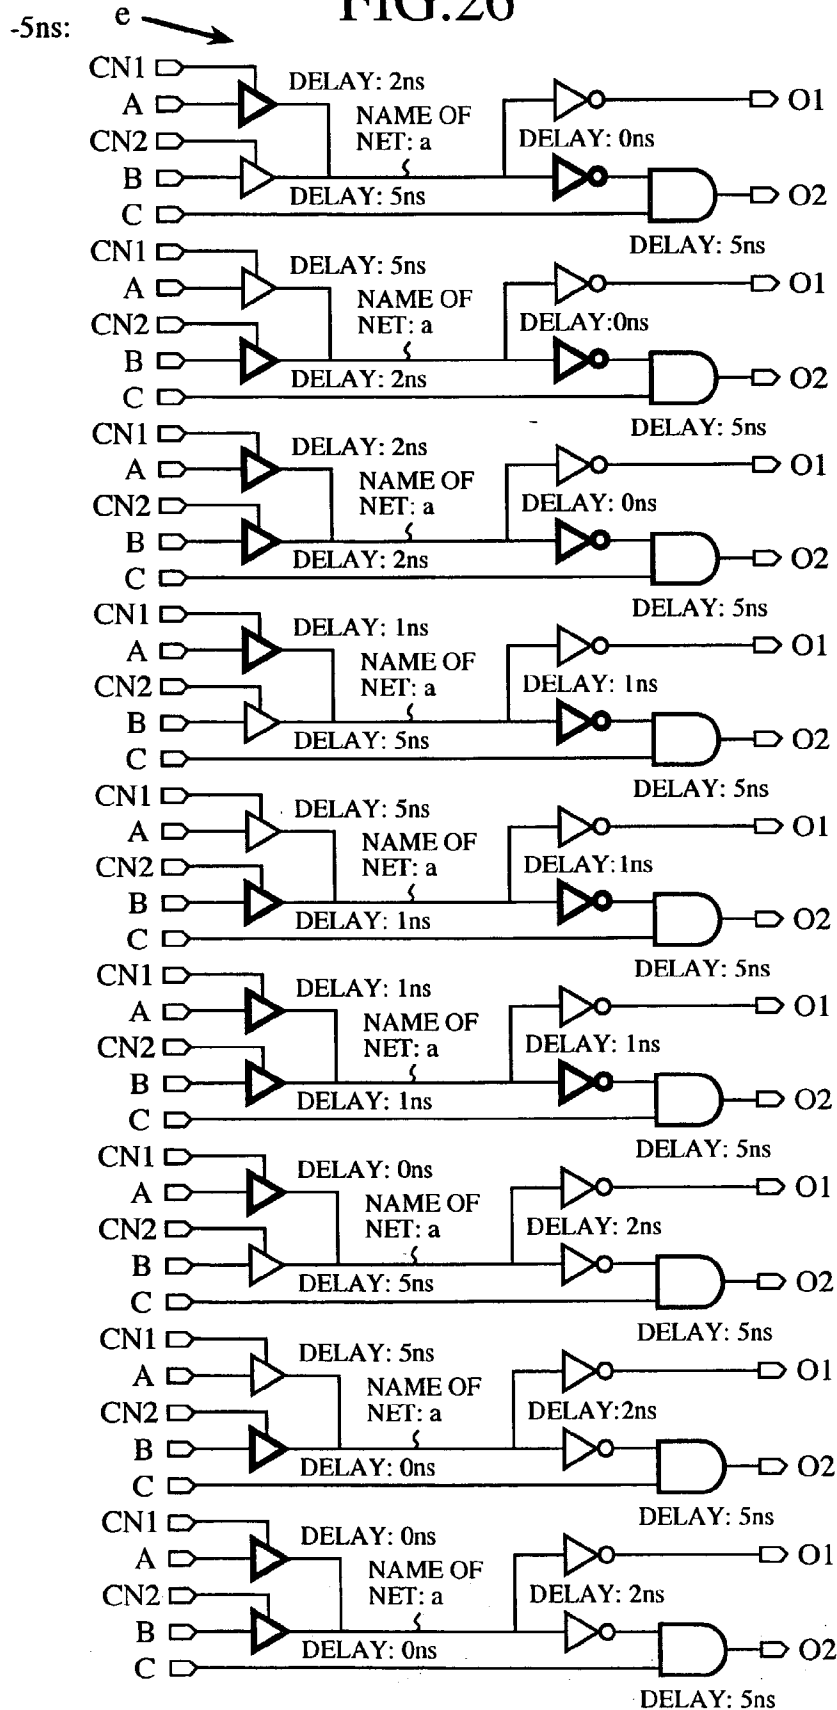 FIG.26
-5ns: e
CN1
DELAY: 2ns
A
NAME OF
NET: a
O1
CN2
DELAY: 0ns
B
DELAY: 5ns
O2
C
DELAY: 5ns
CN1
DELAY: 5ns
A
NAME OF
NET: a
O1
CN2
DELAY:0ns
B
DELAY: 2ns
O2
C
DELAY: 5ns
CN1
DELAY: 2ns
A
NAME OF
NET: a
O1
CN2
DELAY: 0ns
B
DELAY: 2ns
O2
C
DELAY: 5ns
CN1
DELAY: 1ns
A
NAME OF
NET: a
O1
CN2
DELAY: 1ns
B
DELAY: 5ns
O2
C
DELAY: 5ns
CN1
DELAY: 5ns
A
NAME OF
NET: a
O1
CN2
DELAY:1ns
B
DELAY: 1ns
O2
C
DELAY: 5ns
CN1
DELAY: 1ns
A
NAME OF
NET: a
O1
CN2
DELAY: 1ns
B
DELAY: 1ns
O2
C
DELAY: 5ns
CN1
DELAY: 0ns
A
NAME OF
NET: a
O1
CN2
DELAY: 2ns
B
DELAY: 5ns
O2
C
DELAY: 5ns
CN1
DELAY: 5ns
A
NAME OF
NET: a
O1
CN2
DELAY:2ns
B
DELAY: 0ns
O2
C
DELAY: 5ns
CN1
DELAY: 0ns
A
NAME OF
NET: a
O1
CN2
DELAY: 2ns
B
DELAY: 0ns
O2
C
DELAY: 5ns